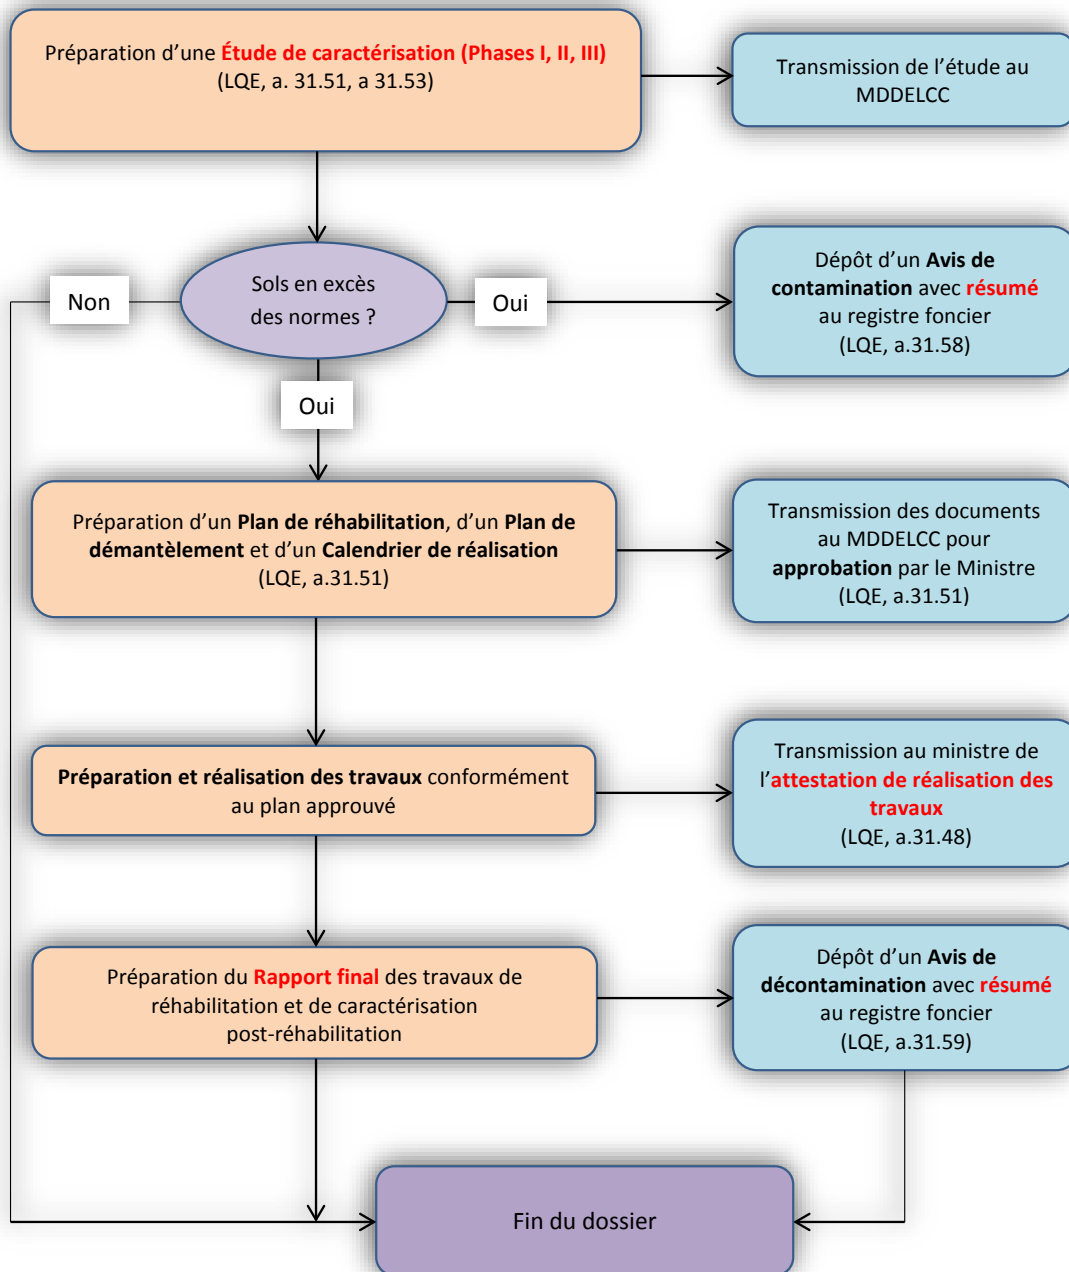 Préparation d’une Étude de caractérisation (Phases I, II, III)
(LQE, a. 31.51, a 31.53)
Transmission de l’étude au
MDDELCC
Sols en excès
des normes ?
Non
Oui
Dépôt d’un Avis de
contamination avec résumé
au registre foncier
(LQE, a.31.58)
Oui
Préparation d’un Plan de réhabilitation, d’un Plan de
démantèlement et d’un Calendrier de réalisation
(LQE, a.31.51)
Transmission des documents
au MDDELCC pour
approbation par le Ministre
(LQE, a.31.51)
Préparation et réalisation des travaux conformément
au plan approuvé
Transmission au ministre de
l’attestation de réalisation des
travaux
(LQE, a.31.48)
Préparation du Rapport final des travaux de
réhabilitation et de caractérisation
post-réhabilitation
Dépôt d’un Avis de
décontamination avec résumé
au registre foncier
(LQE, a.31.59)
Fin du dossier